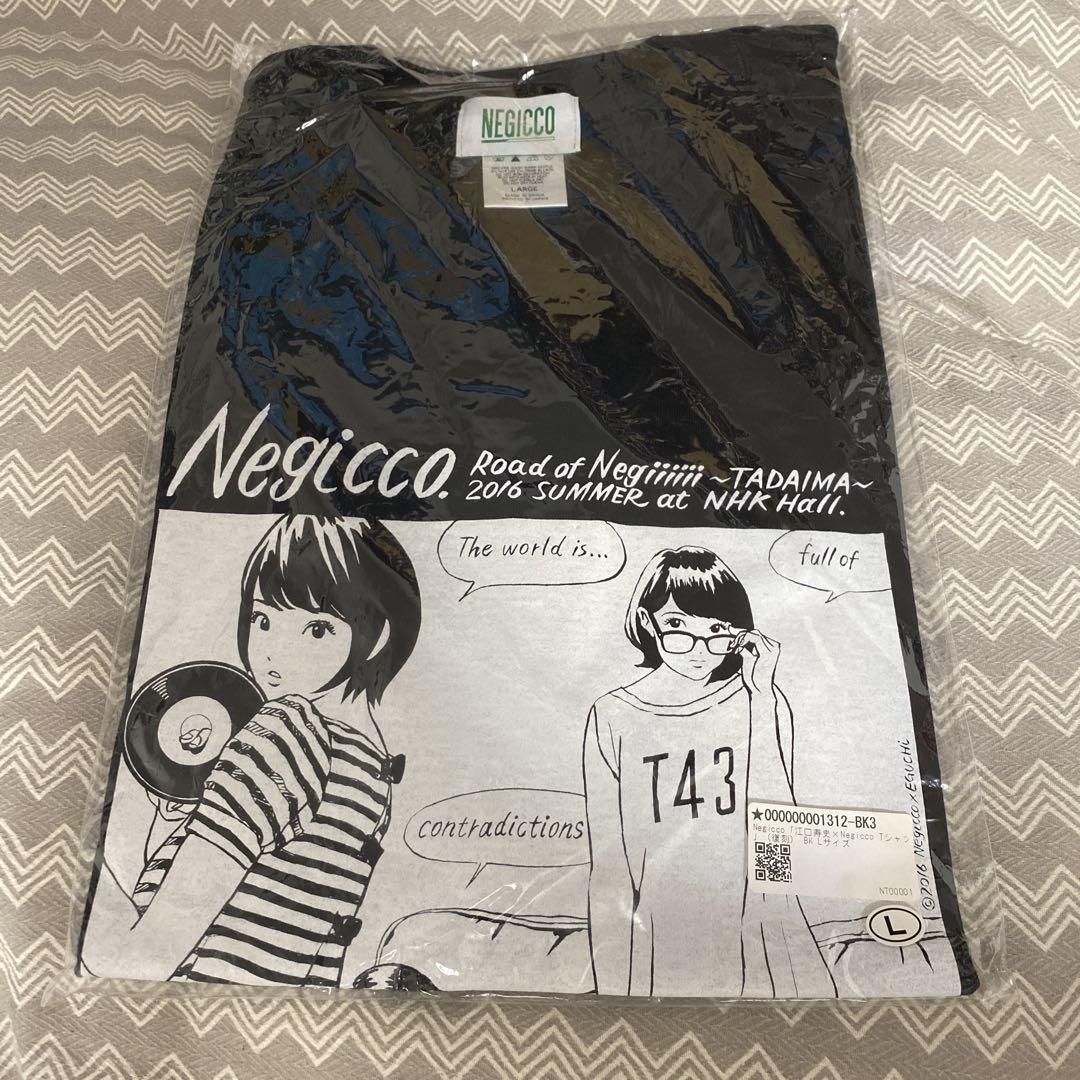 NEGICCO
LARGE
Negicco.
Road of Negiiiiii ~TADAIMA~
2016 SUMMER at NHK Hall.
The world is...
full of
contradictions
T43
★000000001312-BK3
Negicco「江口寿史×Negicco Tシャツ
」（復刻） BK Lサイズ
NT00001
L
©2016 Negicco×EGUCHI